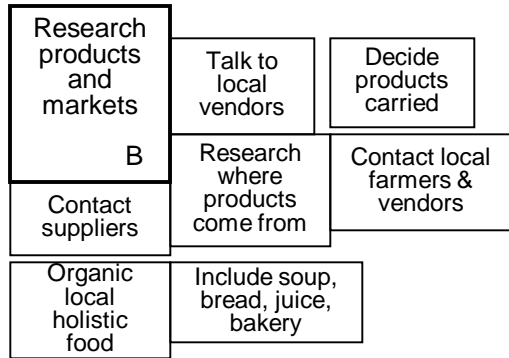 Research
products
and
markets
B
Talk to
local
vendors
Decide
products
carried
Contact
suppliers
Research
where
products
come from
Contact local
farmers &
vendors
Organic
local
holistic
food
Include soup,
bread, juice,
bakery